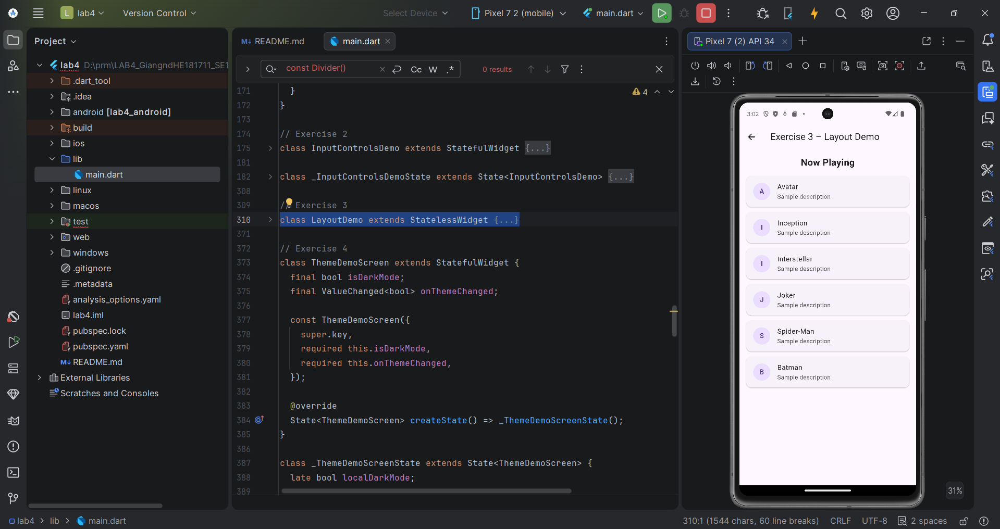 L lab4
Version Control
Select Device
Pixel 7 2 (mobile)
main.dart
Project
lab4 D:\prm\LAB4_GiangndHE181711_SE1
.dart_tool
.idea
android [lab4_android]
build
ios
lib
main.dart
linux
macos
test
web
windows
.gitignore
.metadata
analysis_options.yaml
lab4.iml
pubspec.lock
pubspec.yaml
M↓ README.md
External Libraries
Scratches and Consoles
M↓ README.md
main.dart
const Divider()
Cc W .*
0 results
4
171 }
172 }
173
174 // Exercise 2
175 class InputControlsDemo extends StatefulWidget {...}
181
182 class _InputControlsDemoState extends State<InputControlsDemo> {...}
308
309 // Exercise 3
310 class LayoutDemo extends StatelessWidget {...}
371
372 // Exercise 4
373 class ThemeDemoScreen extends StatefulWidget {
374 final bool isDarkMode;
375 final ValueChanged<bool> onThemeChanged;
376
377 const ThemeDemoScreen({
378 super.key,
379 required this.isDarkMode,
380 required this.onThemeChanged,
381 });
382
383 @override
384 State<ThemeDemoScreen> createState() => _ThemeDemoScreenState();
385 }
386
387 class _ThemeDemoScreenState extends State<ThemeDemoScreen> {
388 late bool localDarkMode;
389
Pixel 7 (2) API 34
3:02
Exercise 3 – Layout Demo
Now Playing
A
Avatar
Sample description
I
Inception
Sample description
I
Interstellar
Sample description
J
Joker
Sample description
S
Spider-Man
Sample description
B
Batman
Sample description
31%
lab4 > lib > main.dart
310:1 (1544 chars, 60 line breaks)
CRLF
UTF-8
2 spaces